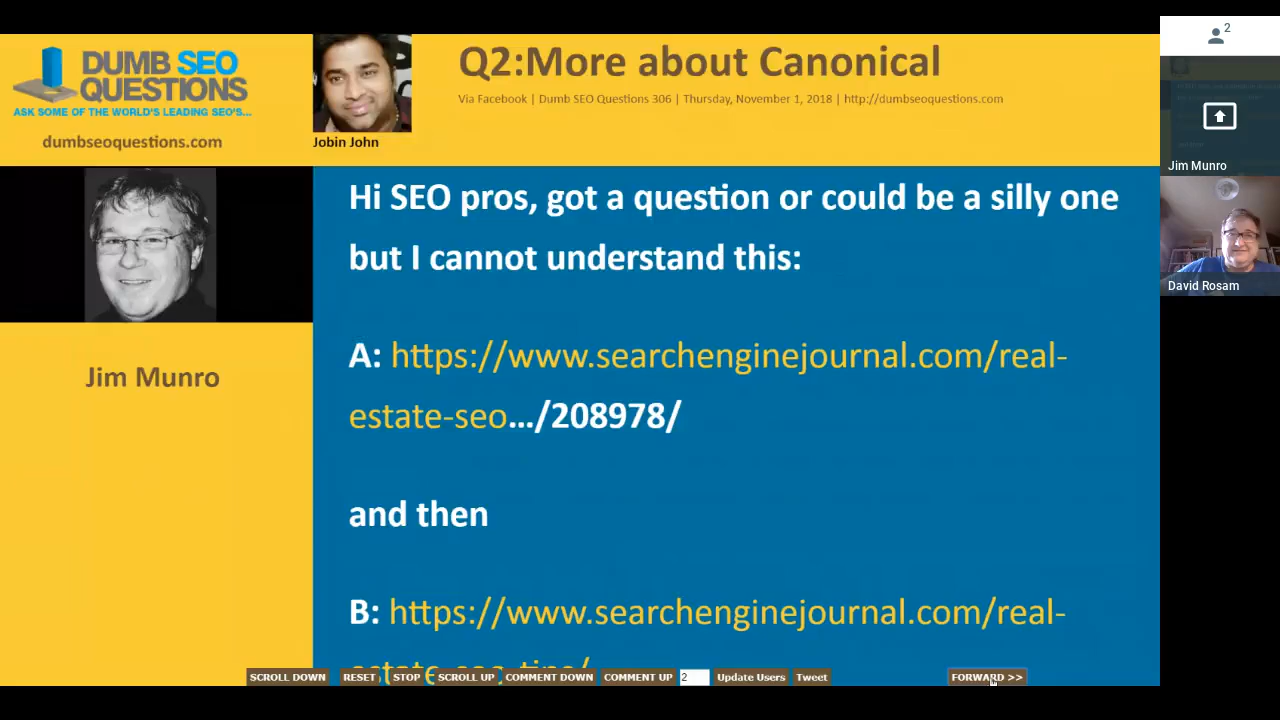 DUMB SEO
QUESTIONS
ASK SOME OF THE WORLD'S LEADING SEO'S...
dumbseoquestions.com
Jobin John
Q2:More about Canonical
Via Facebook | Dumb SEO Questions 306 | Thursday, November 1, 2018 | http://dumbseoquestions.com
2
Jim Munro
David Rosam
Jim Munro
Hi SEO pros, got a question or could be a silly one
but I cannot understand this:
A: https://www.searchenginejournal.com/real-
estate-seo…/208978/
and then
B: https://www.searchenginejournal.com/real-
estate-seo-tips/
SCROLL DOWN RESET STOP SCROLL UP COMMENT DOWN COMMENT UP 2 Update Users Tweet FORWARD >>